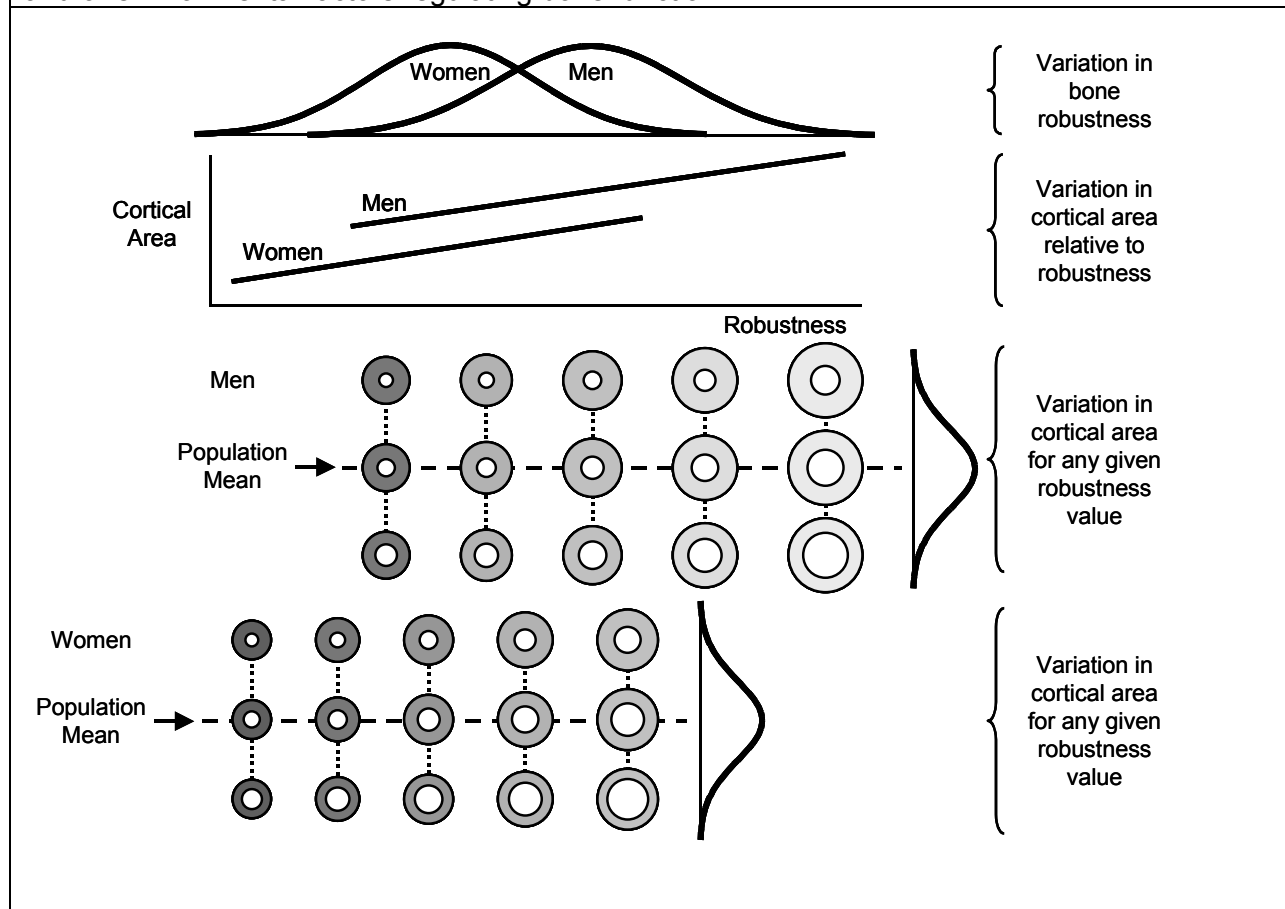 Women
Men
Variation in
bone
robustness
Cortical
Area
Men
Women
Variation in
cortical area
relative to
robustness
Robustness
Men
Population
Mean
Variation in
cortical area
for any given
robustness
value
Women
Population
Mean
Variation in
cortical area
for any given
robustness
value